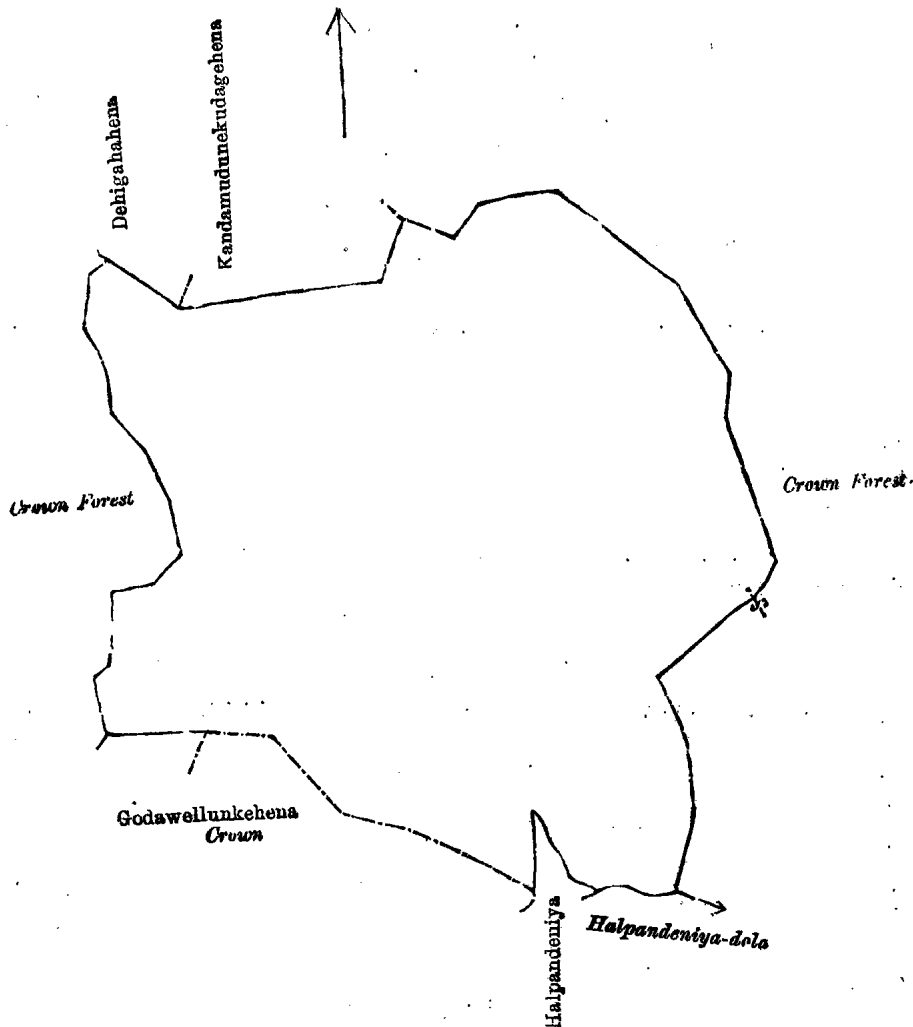 Dehigahahena
Kandamudunekudagehena
Crown Forest
Crown Forest.
Godawellunkehena
Crown
Halpandeniya
Halpandeniya-dola